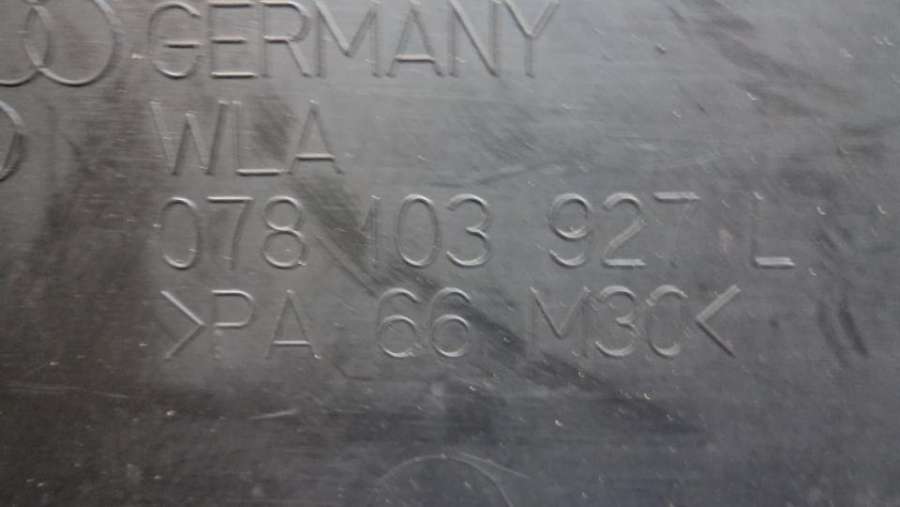 GERMANY
WLA
078 103 927 L
>PA 66 M30<